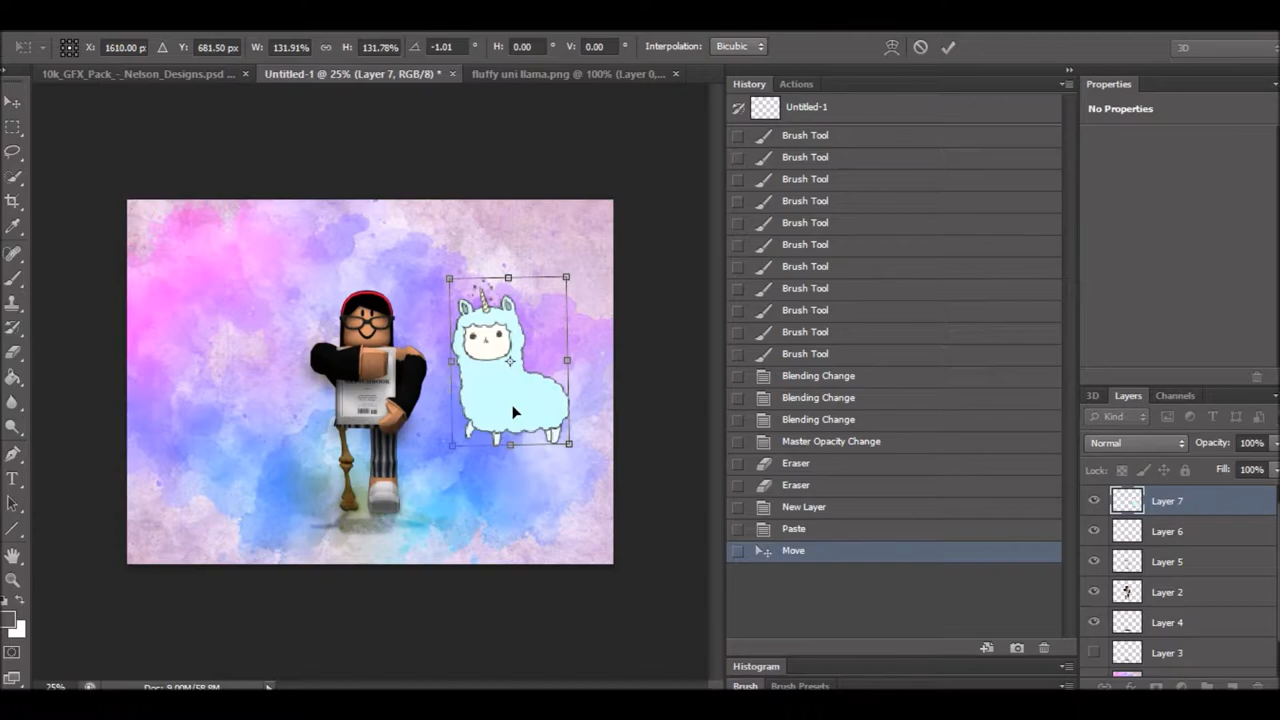 X: 1610.00 px Y: 681.50 px W: 131.91% H: 131.78% -1.01 ° H: 0.00 ° V: 0.00 ° Interpolation: Bicubic 3D
10k_GFX_Pack_-_Nelson_Designs.psd ... × Untitled-1 @ 25% (Layer 7, RGB/8) * × fluffy uni llama.png @ 100% (Layer 0,... ×
History Actions
Properties
Untitled-1
No Properties
Brush Tool
Brush Tool
Brush Tool
Brush Tool
Brush Tool
Brush Tool
Brush Tool
Brush Tool
Brush Tool
Brush Tool
Brush Tool
Blending Change
Blending Change
Blending Change
Master Opacity Change
Eraser
Eraser
New Layer
Paste
Move
3D Layers Channels
Kind
Normal Opacity: 100%
Lock: Fill: 100%
Layer 7
Layer 6
Layer 5
Layer 2
Layer 4
Layer 3
Histogram
Brush Brush Presets
25% Doc: 9.00M/58.8M